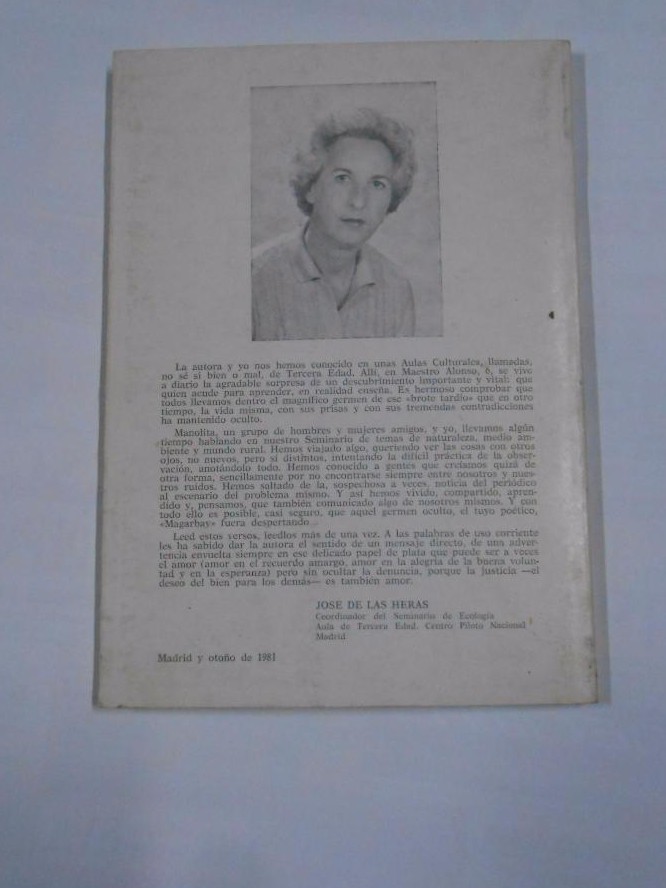 La autora y yo nos hemos conocido en unas Aulas Culturales, llamadas,
no sé si bien o mal, de Tercera Edad. Allí, en Maestro Alonso, 6, se vive
a diario la agradable sorpresa de un descubrimiento importante y vital: que
quien acude para aprender, en realidad enseña. Es hermoso comprobar que
todos llevamos dentro el magnífico germen de ese «brote tardío» que en otro
tiempo, la vida misma, con sus prisas y con sus tremendas contradicciones
ha mantenido oculto.
Manolita, un grupo de hombres y mujeres amigos, y yo, llevamos algún
tiempo hablando en nuestro Seminario de temas de naturaleza, medio am-
biente y mundo rural. Hemos viajado algo, queriendo ver las cosas con otros
ojos, no nuevos, pero sí distintos, intentando la difícil práctica de la obser-
vación, anotándolo todo. Hemos conocido a gentes que creíamos quizá de
otra forma, sencillamente por no encontrarse siempre entre nosotros y nues-
tros ruidos. Hemos saltado de la, sospechosa a veces, noticia del periódico
al escenario del problema mismo. Y así hemos vivido, compartido, apren-
dido y, pensamos, que también comunicado algo de nosotros mismos. Y con
todo ello es posible, casi seguro, que aquel germen oculto, el tuyo poético,
«Magarbay» fuera despertando...
Leed estos versos, leedlos más de una vez. A las palabras de uso corriente
les ha sabido dar la autora el sentido de un mensaje directo, de una adver-
tencia envuelta siempre en ese delicado papel de plata que puede ser a veces
el amor (amor en el recuerdo amargo, amor en la alegría de la buena volun-
tad y en la esperanza) pero sin ocultar la denuncia, porque la justicia —el
deseo del bien para los demás— es también amor.
JOSE DE LAS HERAS
Coordinador del Seminario de Ecología
Aula de Tercera Edad. Centro Piloto Nacional
Madrid
Madrid y otoño de 1981